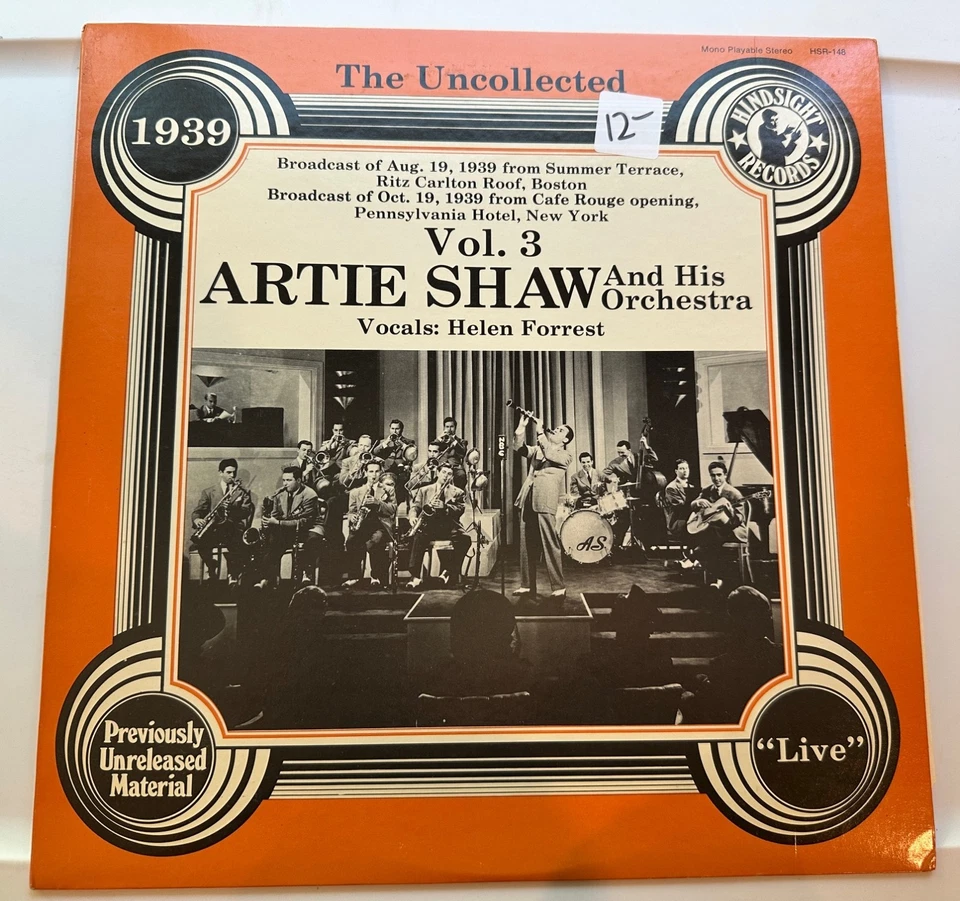 Mono Playable Stereo HSR-148
The Uncollected
12-
1939
HINDSIGHT
RECORDS
Broadcast of Aug. 19, 1939 from Summer Terrace,
Ritz Carlton Roof, Boston
Broadcast of Oct. 19, 1939 from Cafe Rouge opening,
Pennsylvania Hotel, New York
Vol. 3
ARTIE SHAW And His
Orchestra
Vocals: Helen Forrest
NBC
AS
Previously
Unreleased
Material
“Live”